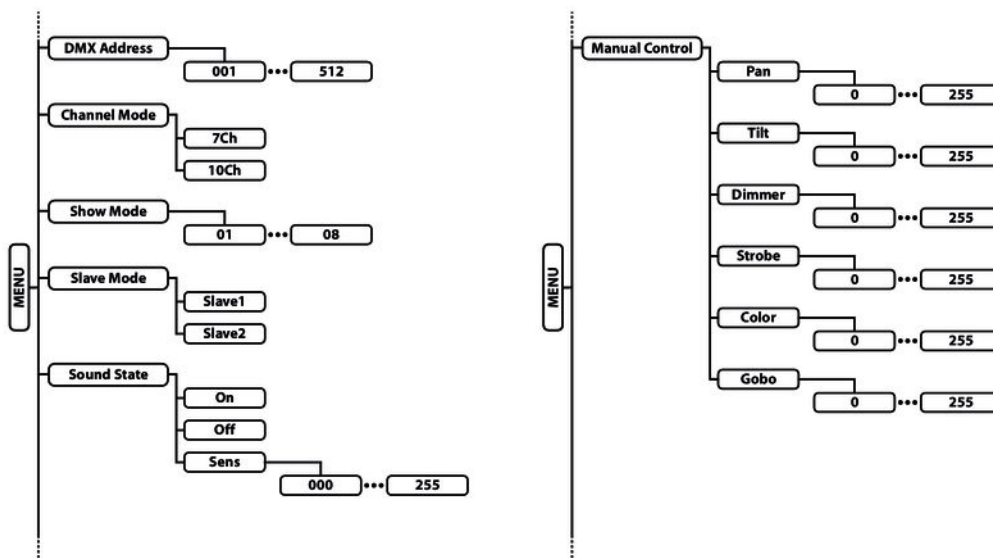 DMX Address
001 ••• 512
Channel Mode
7Ch
10Ch
Show Mode
01 ••• 08
MENU
Slave Mode
Slave1
Slave2
Sound State
On
Off
Sens
000 ••• 255
Manual Control
Pan
0 ••• 255
Tilt
0 ••• 255
Dimmer
0 ••• 255
MENU
Strobe
0 ••• 255
Color
0 ••• 255
Gobo
0 ••• 255